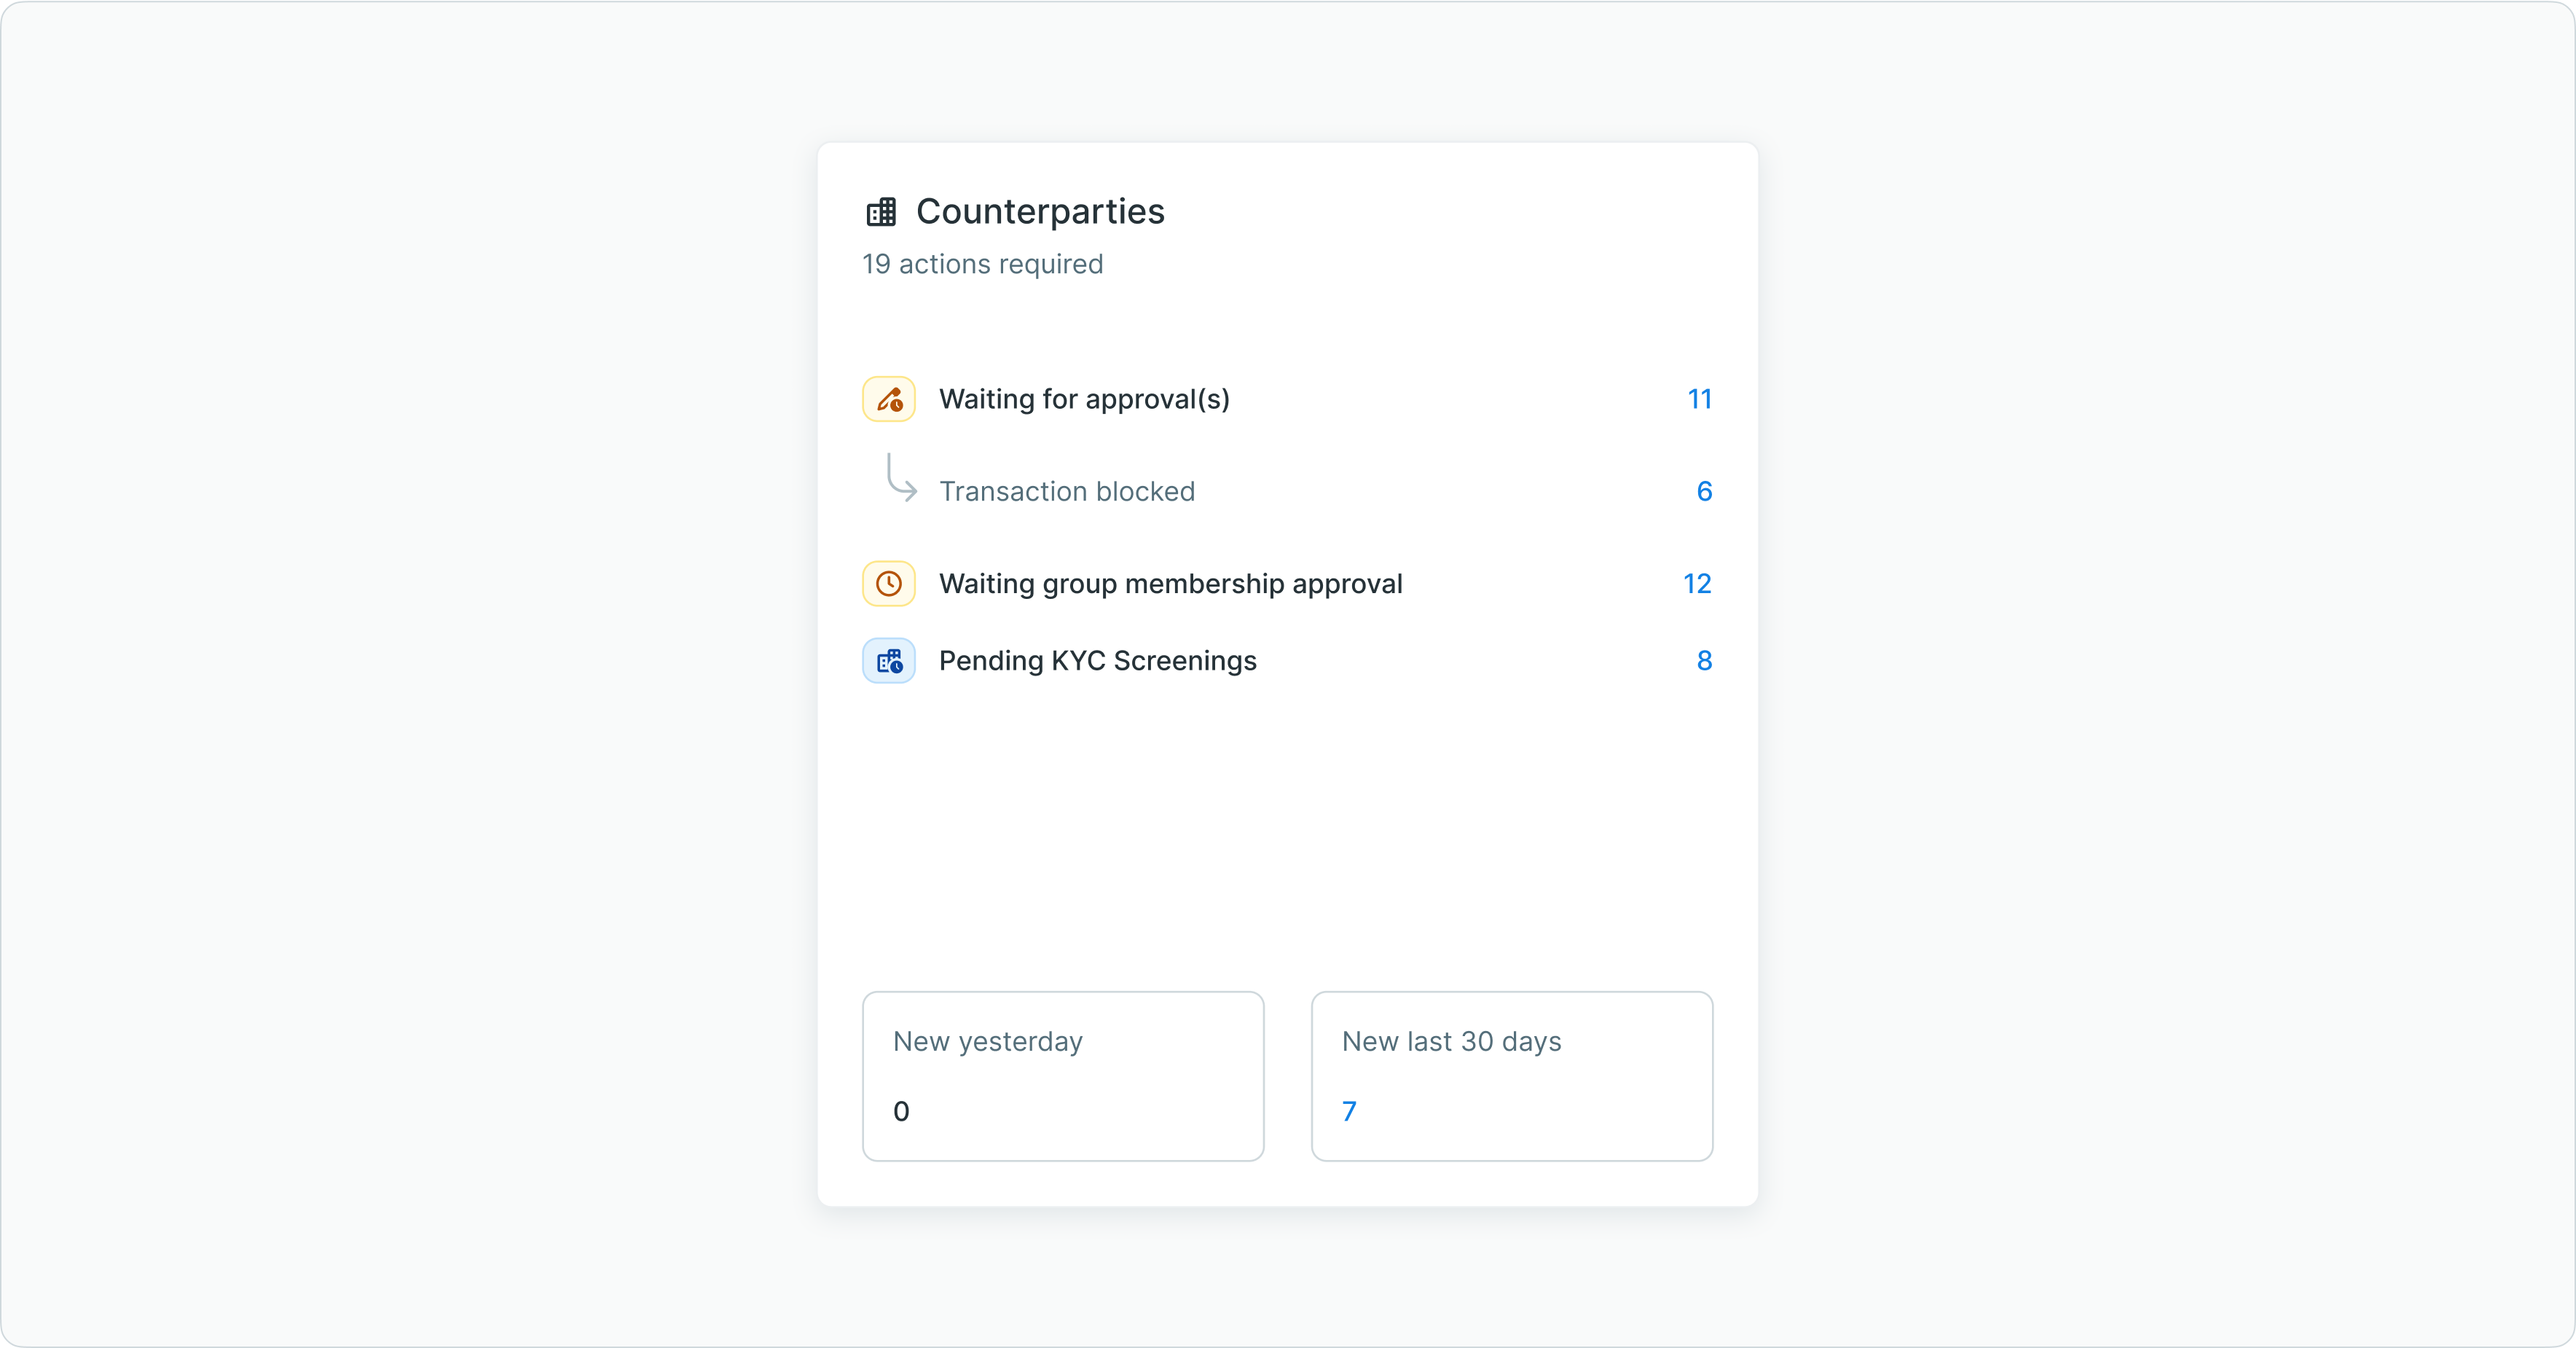 Counterparties
19 actions required
Waiting for approval(s) 11
Transaction blocked 6
Waiting group membership approval 12
Pending KYC Screenings 8
New yesterday
0
New last 30 days
7